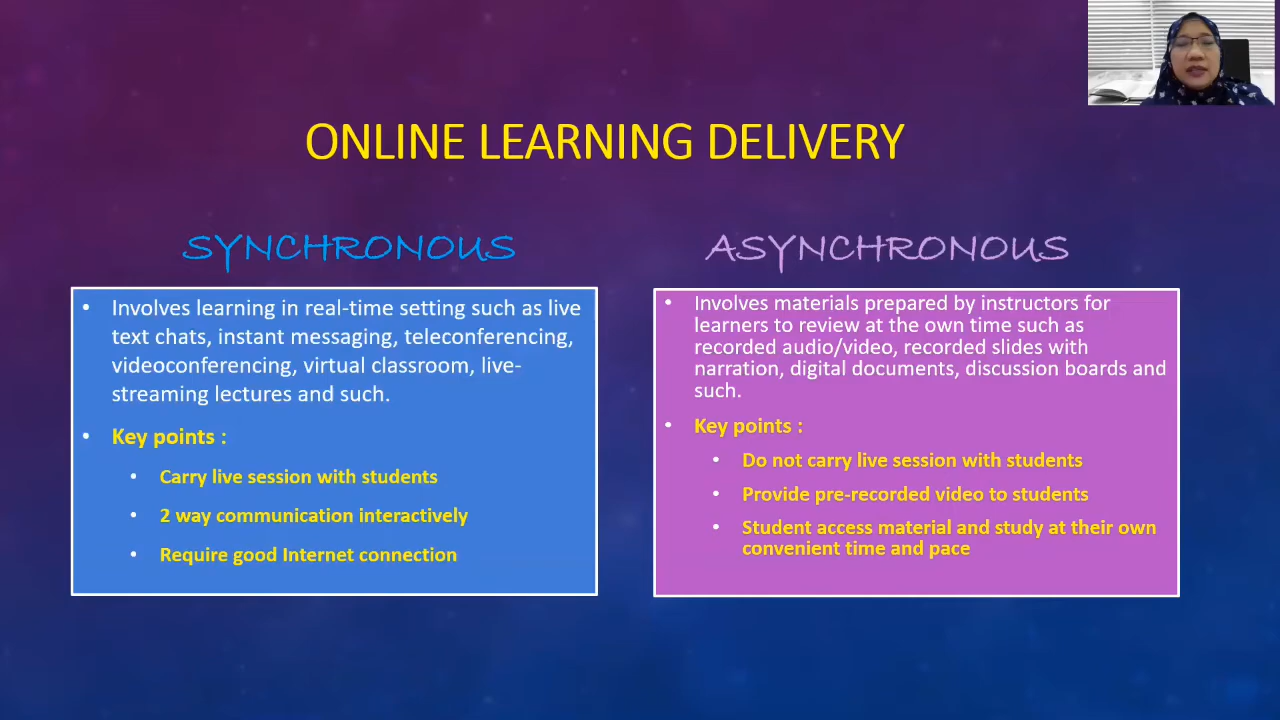 ONLINE LEARNING DELIVERY
SYNCHRONOUS
• Involves learning in real-time setting such as live
text chats, instant messaging, teleconferencing,
videoconferencing, virtual classroom, live-
streaming lectures and such.
• Key points :
• Carry live session with students
• 2 way communication interactively
• Require good Internet connection
ASYNCHRONOUS
• Involves materials prepared by instructors for
learners to review at the own time such as
recorded audio/video, recorded slides with
narration, digital documents, discussion boards and
such.
• Key points :
• Do not carry live session with students
• Provide pre-recorded video to students
• Student access material and study at their own
convenient time and pace